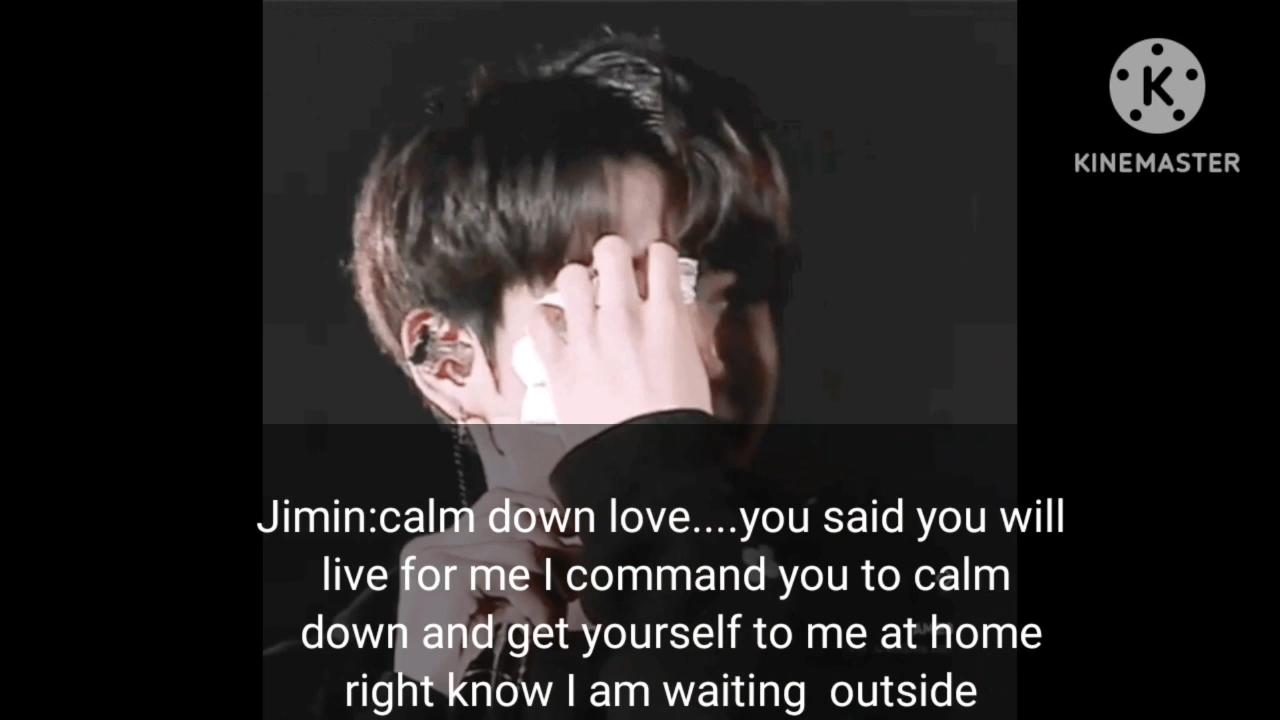 KINEMASTER
Jimin:calm down love....you said you will
live for me I command you to calm
down and get yourself to me at home
right know I am waiting  outside